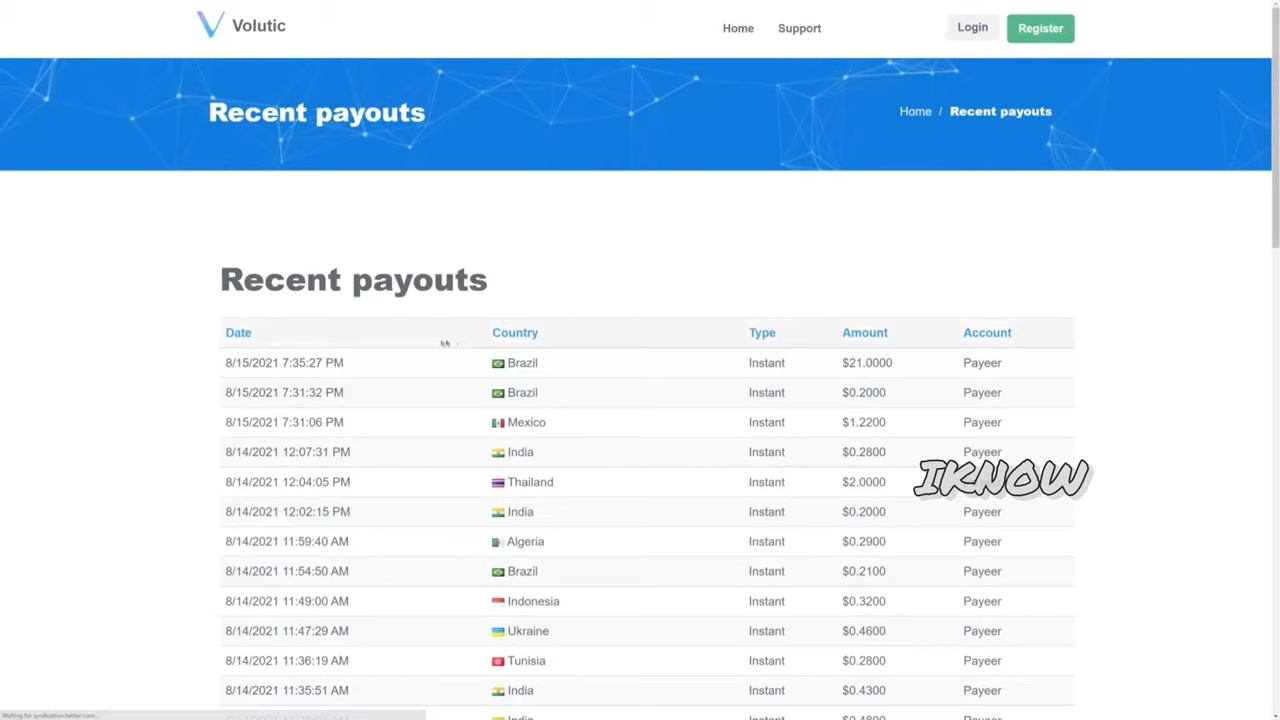 Volutic
Home Support Login Register
Recent payouts
Home / Recent payouts
Recent payouts
Date Country Type Amount Account
8/15/2021 7:35:27 PM Brazil Instant $21.0000 Payeer
8/15/2021 7:31:32 PM Brazil Instant $0.2000 Payeer
8/15/2021 7:31:06 PM Mexico Instant $1.2200 Payeer
8/14/2021 12:07:31 PM India Instant $0.2800 Payeer
8/14/2021 12:04:05 PM Thailand Instant $2.0000
IKNOW
8/14/2021 12:02:15 PM India Instant $0.2000 Payeer
8/14/2021 11:59:40 AM Algeria Instant $0.2900 Payeer
8/14/2021 11:54:50 AM Brazil Instant $0.2100 Payeer
8/14/2021 11:49:00 AM Indonesia Instant $0.3200 Payeer
8/14/2021 11:47:29 AM Ukraine Instant $0.4600 Payeer
8/14/2021 11:36:19 AM Tunisia Instant $0.2800 Payeer
8/14/2021 11:35:51 AM India Instant $0.4300 Payeer
Waiting for syndication.twitter.com...